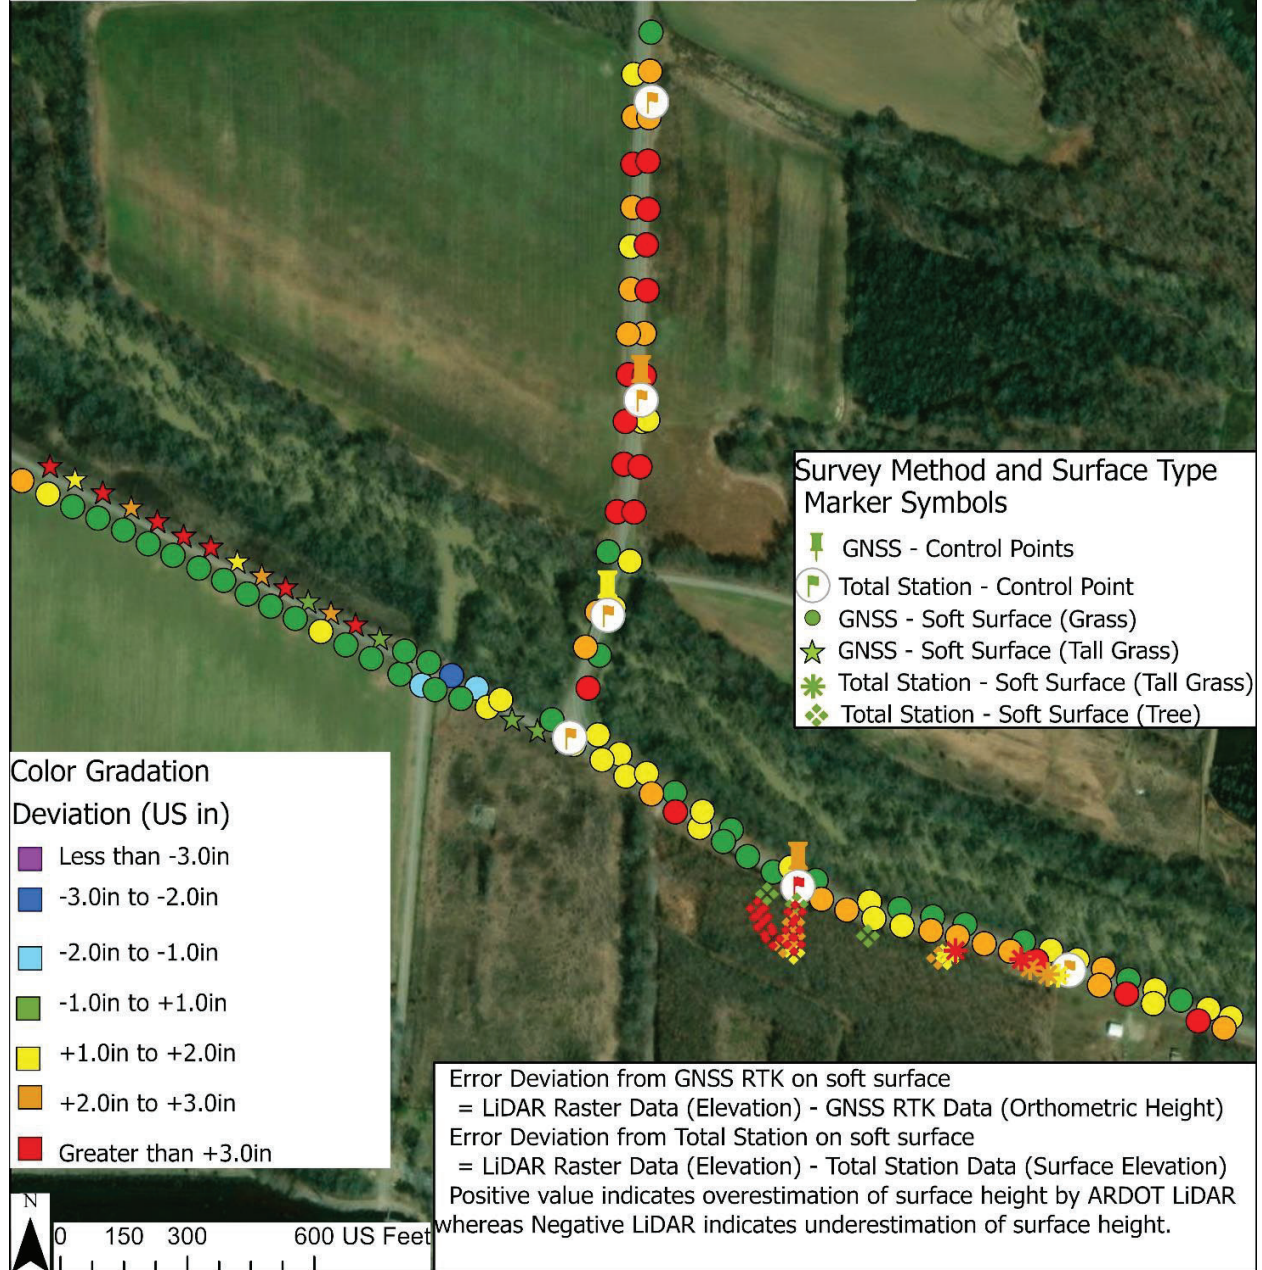 Survey Method and Surface Type
Marker Symbols
GNSS - Control Points
Total Station - Control Point
GNSS - Soft Surface (Grass)
GNSS - Soft Surface (Tall Grass)
Total Station - Soft Surface (Tall Grass)
Total Station - Soft Surface (Tree)
Color Gradation
Deviation (US in)
Less than -3.0in
-3.0in to -2.0in
-2.0in to -1.0in
-1.0in to +1.0in
+1.0in to +2.0in
+2.0in to +3.0in
Greater than +3.0in
Error Deviation from GNSS RTK on soft surface
= LiDAR Raster Data (Elevation) - GNSS RTK Data (Orthometric Height)
Error Deviation from Total Station on soft surface
= LiDAR Raster Data (Elevation) - Total Station Data (Surface Elevation)
Positive value indicates overestimation of surface height by ARDOT LiDAR
whereas Negative LiDAR indicates underestimation of surface height.
N
0 150 300 600 US Feet